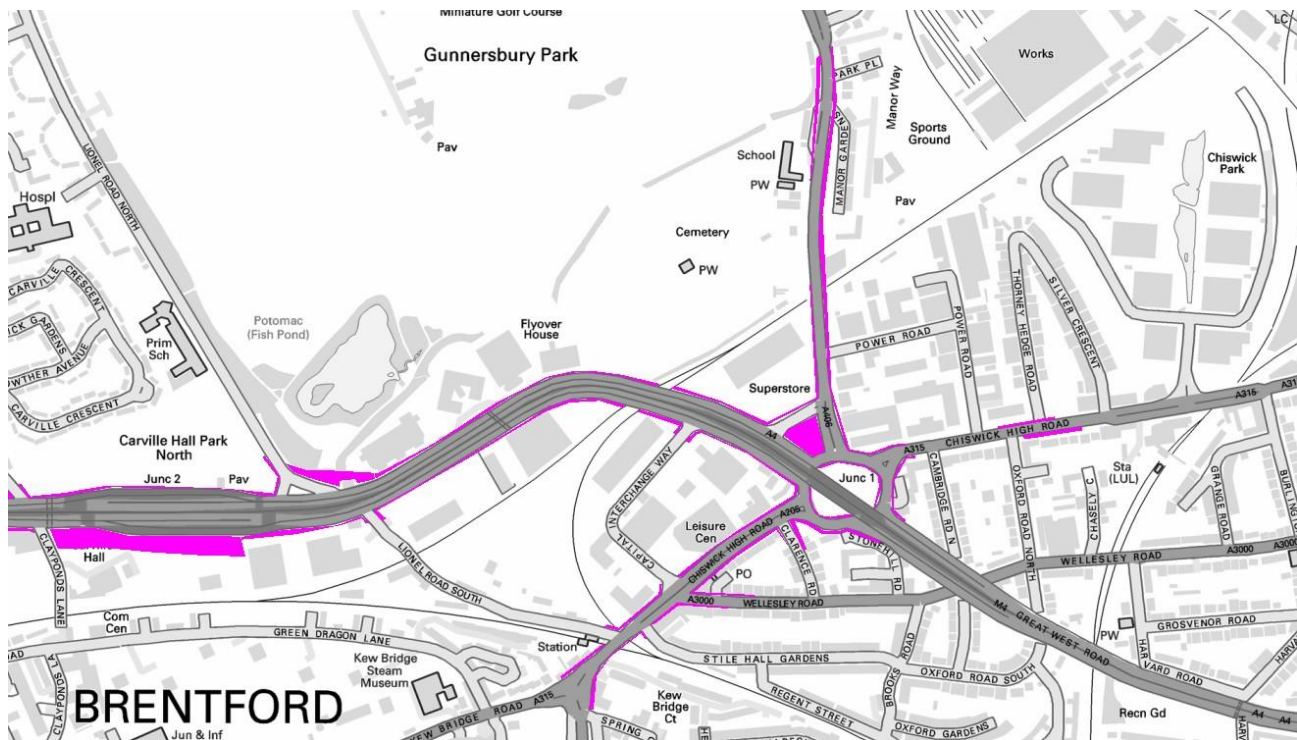 Miniature Golf Course
Gunnersbury Park
Works
LC
PARK PL
Manor Way
Sports
Ground
MANOR GARDENS
Pav
School
PW
Pav
Chiswick
Park
LIONEL ROAD NORTH
Hospl
Cemetery
PW
CARVILLE
CRESCENT
GARDENS
AVENUE
CARVILLE CRESCENT
Prim
Sch
Potomac
(Fish Pond)
Flyover
House
POWER ROAD
POWER ROAD
THORNEY HEDGE ROAD
SILVER CRESCENT
Superstore
A406
A4
A315
CHISWICK HIGH ROAD
A315
Carville Hall Park
North
Junc 2
Pav
Junc 1
INTERCHANGE WAY
CAPITAL
Leisure
Cen
CHISWICK HIGH ROAD
A205
CAMBRIDGE RD N
OXFORD ROAD NORTH
CHASELY C
Sta
(LUL)
GRANGE ROAD
Hall
CLAYPONDS LANE
LIONEL ROAD SOUTH
CLARENCE RD
STONEHILL RD
PO
A3000
WELLESLEY ROAD
WELLESLEY ROAD
A3000
M4
GREAT WEST ROAD
PW
GROSVENOR ROAD
HARVARD ROAD
Com
Cen
GREEN DRAGON LANE
Station
STILE HALL GARDENS
OXFORD ROAD SOUTH
REGENT STREET
OXFORD GARDENS
Kew Bridge
Steam
Museum
BRENTFORD
KEW BRIDGE ROAD
A315
Kew
Bridge
Ct
Recn Gd
A4
A4
Jun & Inf